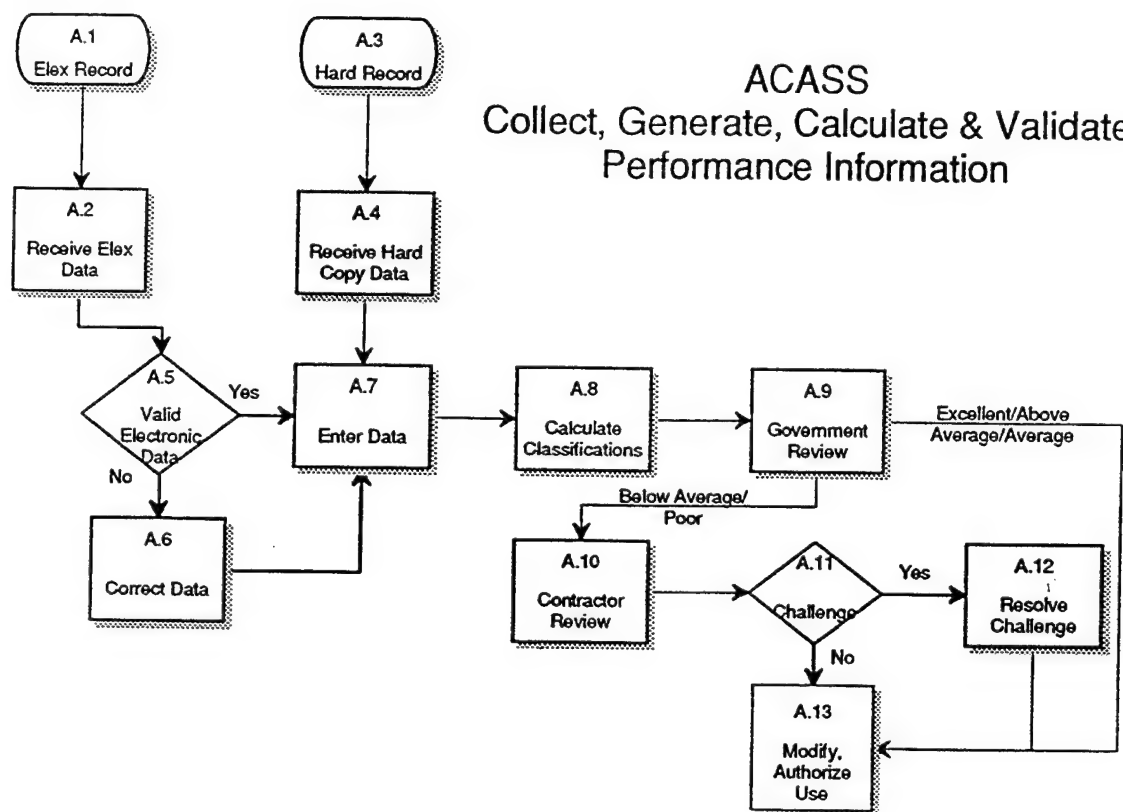 A.1
Elex Record
A.3
Hard Record
ACASS
Collect, Generate, Calculate & Validate
Performance Information
A.2
Receive Elex
Data
A.4
Receive Hard
Copy Data
A.5
Valid
Electronic
Data
Yes
No
A.6
Correct Data
A.7
Enter Data
A.8
Calculate
Classifications
A.9
Government
Review
Excellent/Above
Average/Average
Below Average/
Poor
A.10
Contractor
Review
A.11
Challenge
Yes
No
A.12
Resolve
Challenge
A.13
Modify,
Authorize
Use